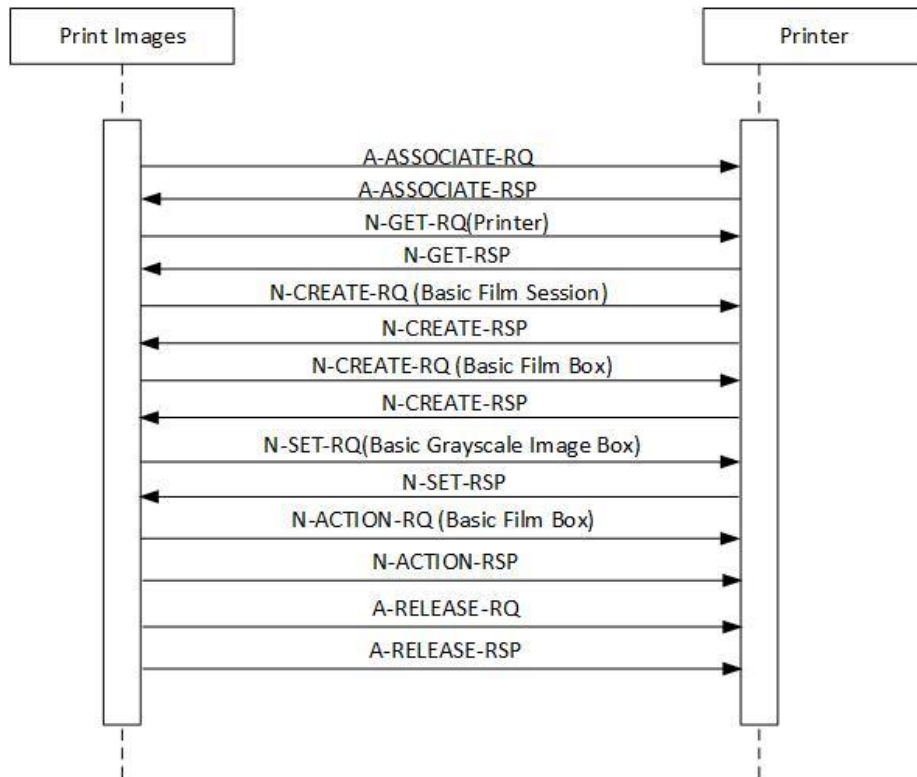 Print Images
Printer
A-ASSOCIATE-RQ
A-ASSOCIATE-RSP
N-GET-RQ(Printer)
N-GET-RSP
N-CREATE-RQ (Basic Film Session)
N-CREATE-RSP
N-CREATE-RQ (Basic Film Box)
N-CREATE-RSP
N-SET-RQ(Basic Grayscale Image Box)
N-SET-RSP
N-ACTION-RQ (Basic Film Box)
N-ACTION-RSP
A-RELEASE-RQ
A-RELEASE-RSP